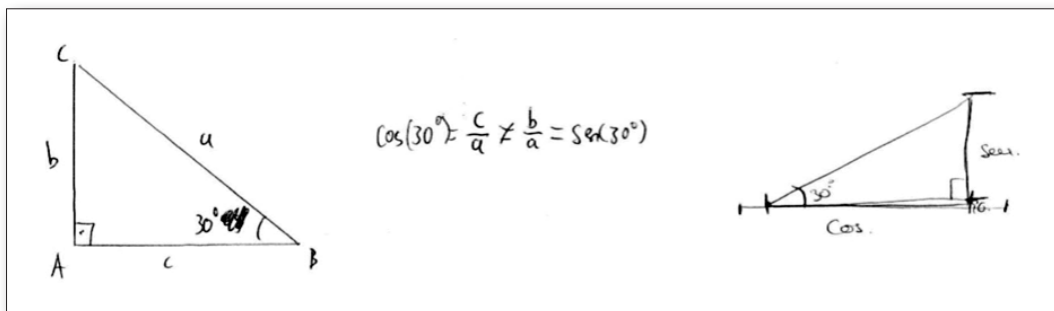 C
a
b
30°
A
c
B
cos(30°) = c/a ≠ b/a = sen(30°)
30°
Sen.
Cos.